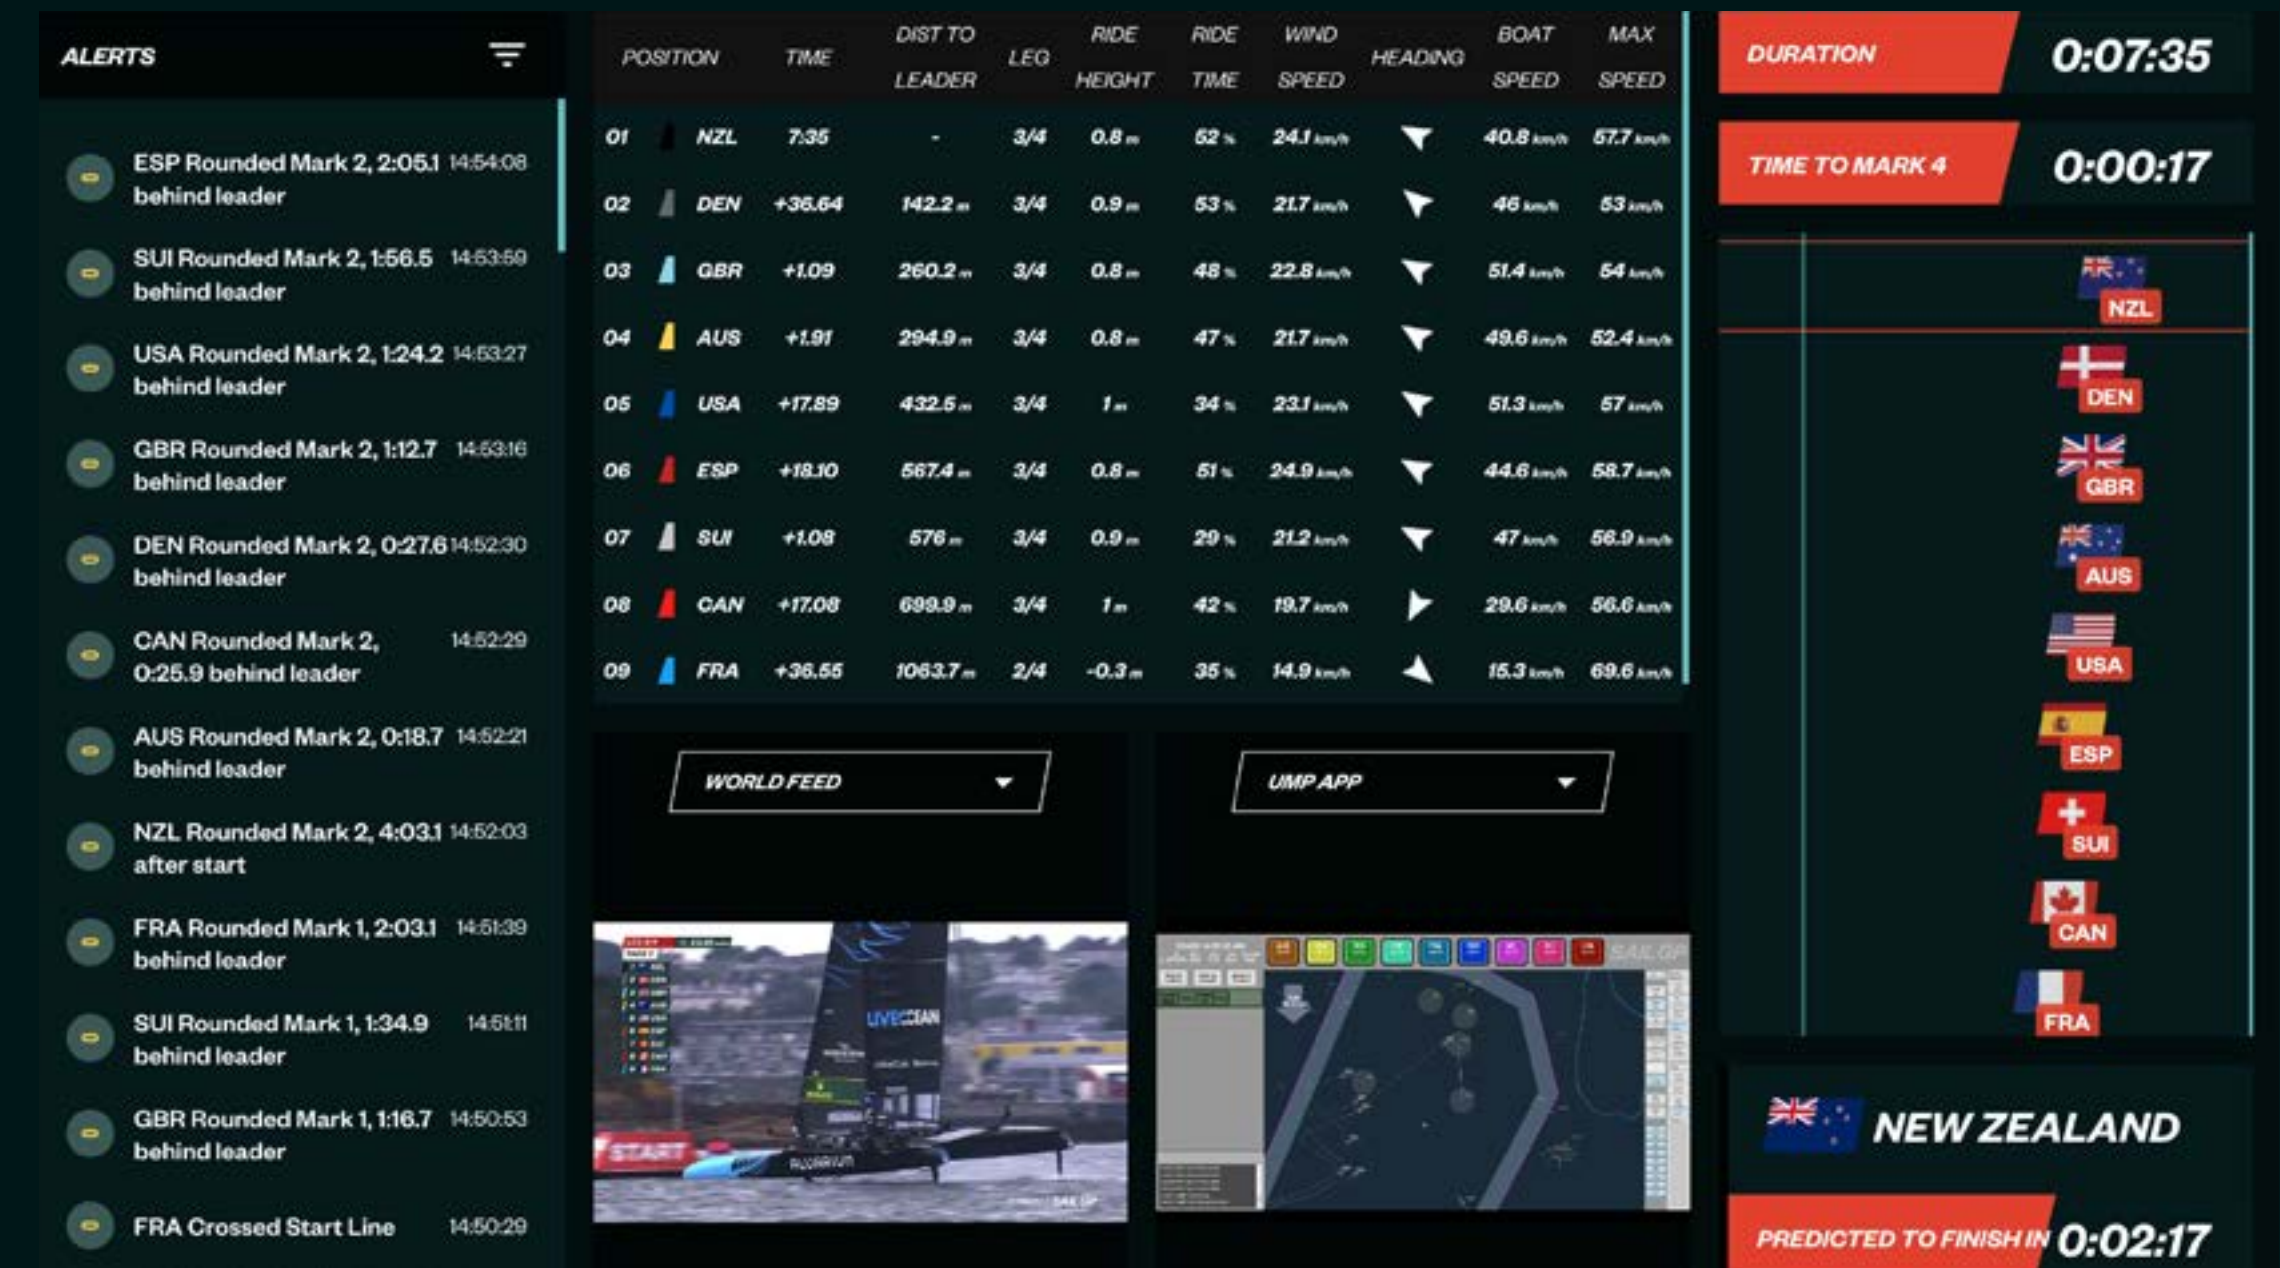 ALERTS
ESP Rounded Mark 2, 2:05.1 14:54:08
behind leader
SUI Rounded Mark 2, 1:56.5 14:53:59
behind leader
USA Rounded Mark 2, 1:24.2 14:53:27
behind leader
GBR Rounded Mark 2, 1:12.7 14:53:16
behind leader
DEN Rounded Mark 2, 0:27.6 14:52:30
behind leader
CAN Rounded Mark 2, 14:52:29
0:25.9 behind leader
AUS Rounded Mark 2, 0:18.7 14:52:21
behind leader
NZL Rounded Mark 2, 4:03.1 14:52:03
after start
FRA Rounded Mark 1, 2:03.1 14:51:39
behind leader
SUI Rounded Mark 1, 1:34.9 14:51:11
behind leader
GBR Rounded Mark 1, 1:16.7 14:50:53
behind leader
FRA Crossed Start Line 14:50:29
POSITION TIME DIST TO LEADER LEG RIDE HEIGHT RIDE TIME WIND SPEED HEADING BOAT SPEED MAX SPEED
01 NZL 7:35 - 3/4 0.8 m 52 % 24.1 km/h 40.8 km/h 57.7 km/h
02 DEN +36.64 142.2 m 3/4 0.9 m 53 % 21.7 km/h 46 km/h 53 km/h
03 GBR +1.09 260.2 m 3/4 0.8 m 48 % 22.8 km/h 51.4 km/h 54 km/h
04 AUS +1.91 294.9 m 3/4 0.8 m 47 % 21.7 km/h 49.6 km/h 52.4 km/h
05 USA +17.89 432.5 m 3/4 1 m 34 % 23.1 km/h 51.3 km/h 57 km/h
06 ESP +18.10 567.4 m 3/4 0.8 m 51 % 24.9 km/h 44.6 km/h 58.7 km/h
07 SUI +1.08 576 m 3/4 0.9 m 29 % 21.2 km/h 47 km/h 56.9 km/h
08 CAN +17.08 699.9 m 3/4 1 m 42 % 19.7 km/h 29.6 km/h 56.6 km/h
09 FRA +36.55 1063.7 m 2/4 -0.3 m 35 % 14.9 km/h 15.3 km/h 69.6 km/h
WORLD FEED
UMP APP
LIVEOCEAN
START
SAILGP
DURATION 0:07:35
TIME TO MARK 4 0:00:17
NZL
DEN
GBR
AUS
USA
ESP
SUI
CAN
FRA
NEW ZEALAND
PREDICTED TO FINISH IN 0:02:17